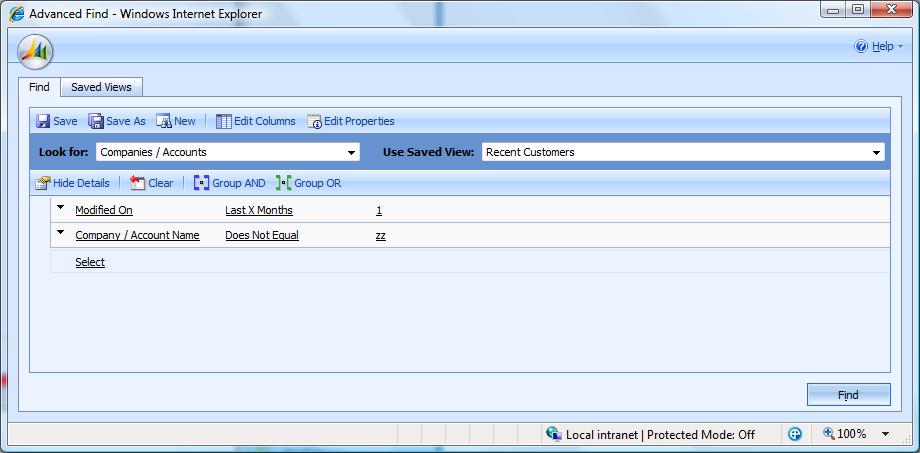 Advanced Find - Windows Internet Explorer
Help
Find Saved Views
Save Save As New Edit Columns Edit Properties
Look for: Companies / Accounts Use Saved View: Recent Customers
Hide Details Clear Group AND Group OR
Modified On Last X Months 1
Company / Account Name Does Not Equal zz
Select
Find
Local intranet | Protected Mode: Off 100%